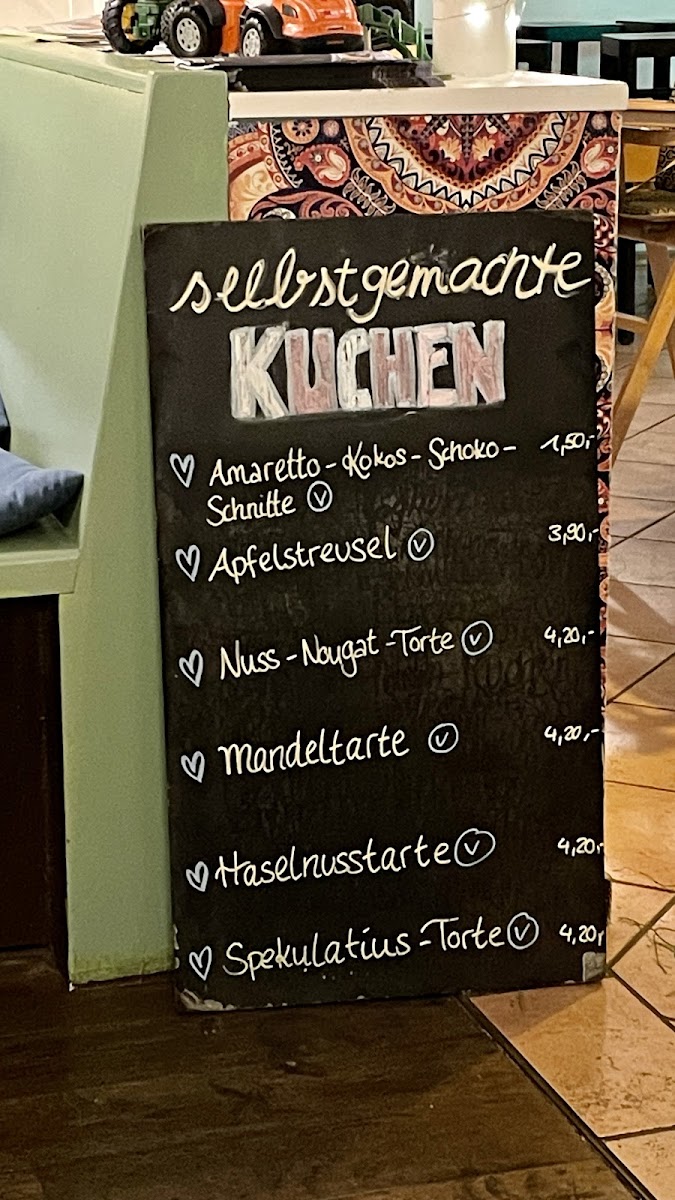 selbstgemachte
KUCHEN
♡ Amaretto-Kokos-Schoko- 1,50,-
Schnitte Ⓥ
♡ Apfelstreusel Ⓥ 3,90,-
♡ Nuss-Nougat-Torte Ⓥ 4,20,-
♡ Mandeltarte Ⓥ 4,20,-
♡ Haselnusstarte Ⓥ 4,20,-
♡ Spekulatius-Torte Ⓥ 4,20,